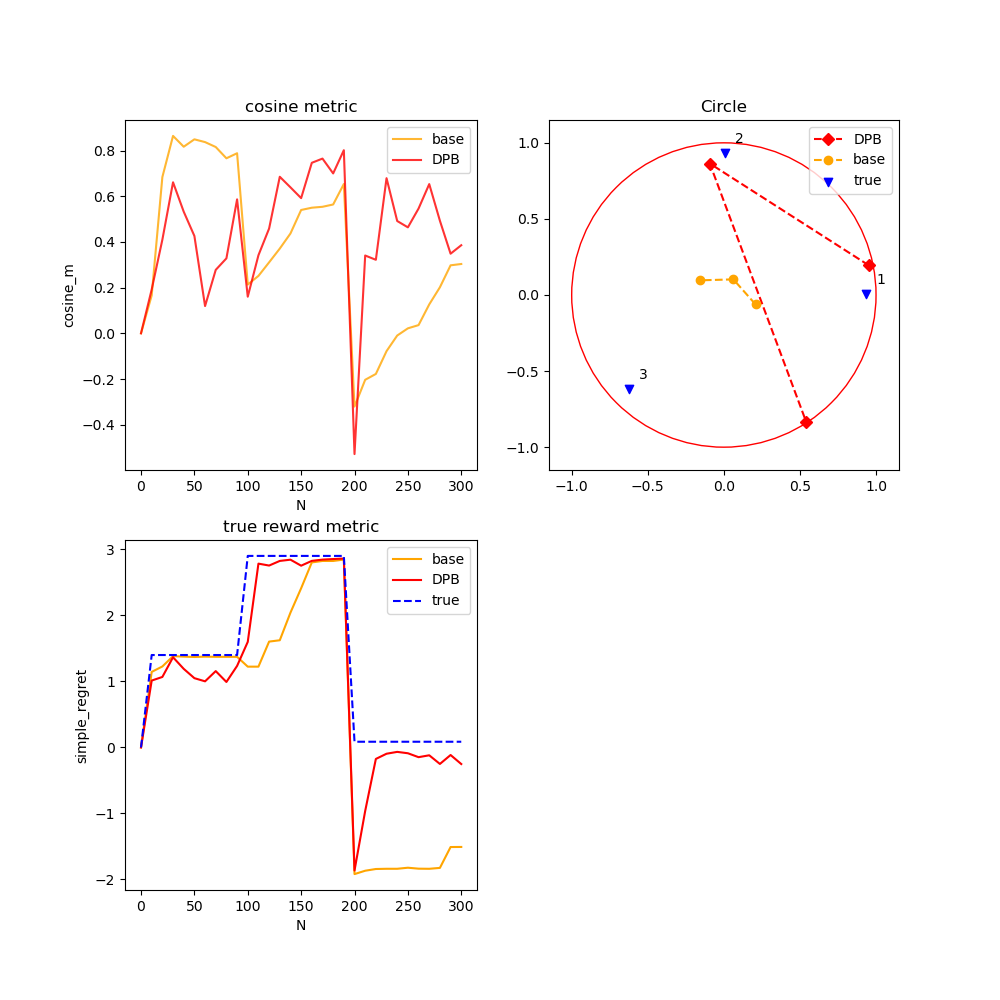 cosine metric
cosine_m
0.8
0.6
0.4
0.2
0.0
−0.2
−0.4
base
DPB
0
50
100
150
200
250
300
N
Circle
1.0
0.5
0.0
−0.5
−1.0
2
1
3
DPB
base
true
−1.0
−0.5
0.0
0.5
1.0
true reward metric
simple_regret
3
2
1
0
−1
−2
base
DPB
true
0
50
100
150
200
250
300
N